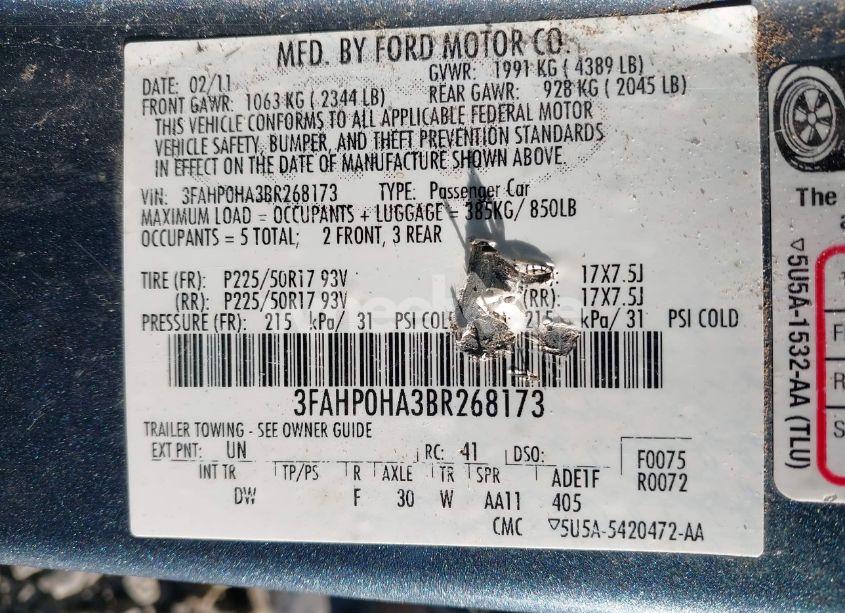 MFD. BY FORD MOTOR CO.
DATE: 02/11
GVWR: 1991 KG ( 4389 LB)
FRONT GAWR: 1063 KG ( 2344 LB)
REAR GAWR: 928 KG ( 2045 LB)
THIS VEHICLE CONFORMS TO ALL APPLICABLE FEDERAL MOTOR
VEHICLE SAFETY, BUMPER, AND THEFT PREVENTION STANDARDS
IN EFFECT ON THE DATE OF MANUFACTURE SHOWN ABOVE.
VIN: 3FAHP0HA3BR268173 TYPE: Passenger Car
MAXIMUM LOAD = OCCUPANTS + LUGGAGE = 385KG/ 850LB
OCCUPANTS = 5 TOTAL; 2 FRONT, 3 REAR
TIRE (FR): P225/50R17 93V 17X7.5J
(RR): P225/50R17 93V (RR): 17X7.5J
PRESSURE (FR): 215 kPa/ 31 PSI COLD 215 kPa/ 31 PSI COLD
3FAHP0HA3BR268173
TRAILER TOWING - SEE OWNER GUIDE
EXT PNT: UN RC: 41 DSO:
F0075
R0072
INT TR TP/PS R AXLE TR SPR ADE1F
DW F 30 W AA11 405
CMC ▽5U5A-5420472-AA
The
▽5U5A-1532-AA (TLU)